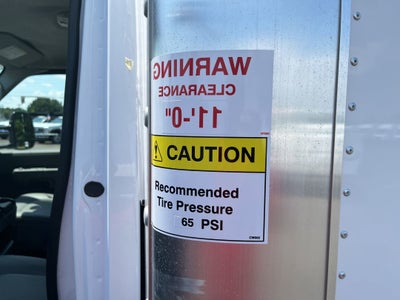 WARNING
CLEARANCE
11'-0"
CAUTION
Recommended
Tire Pressure
65 PSI